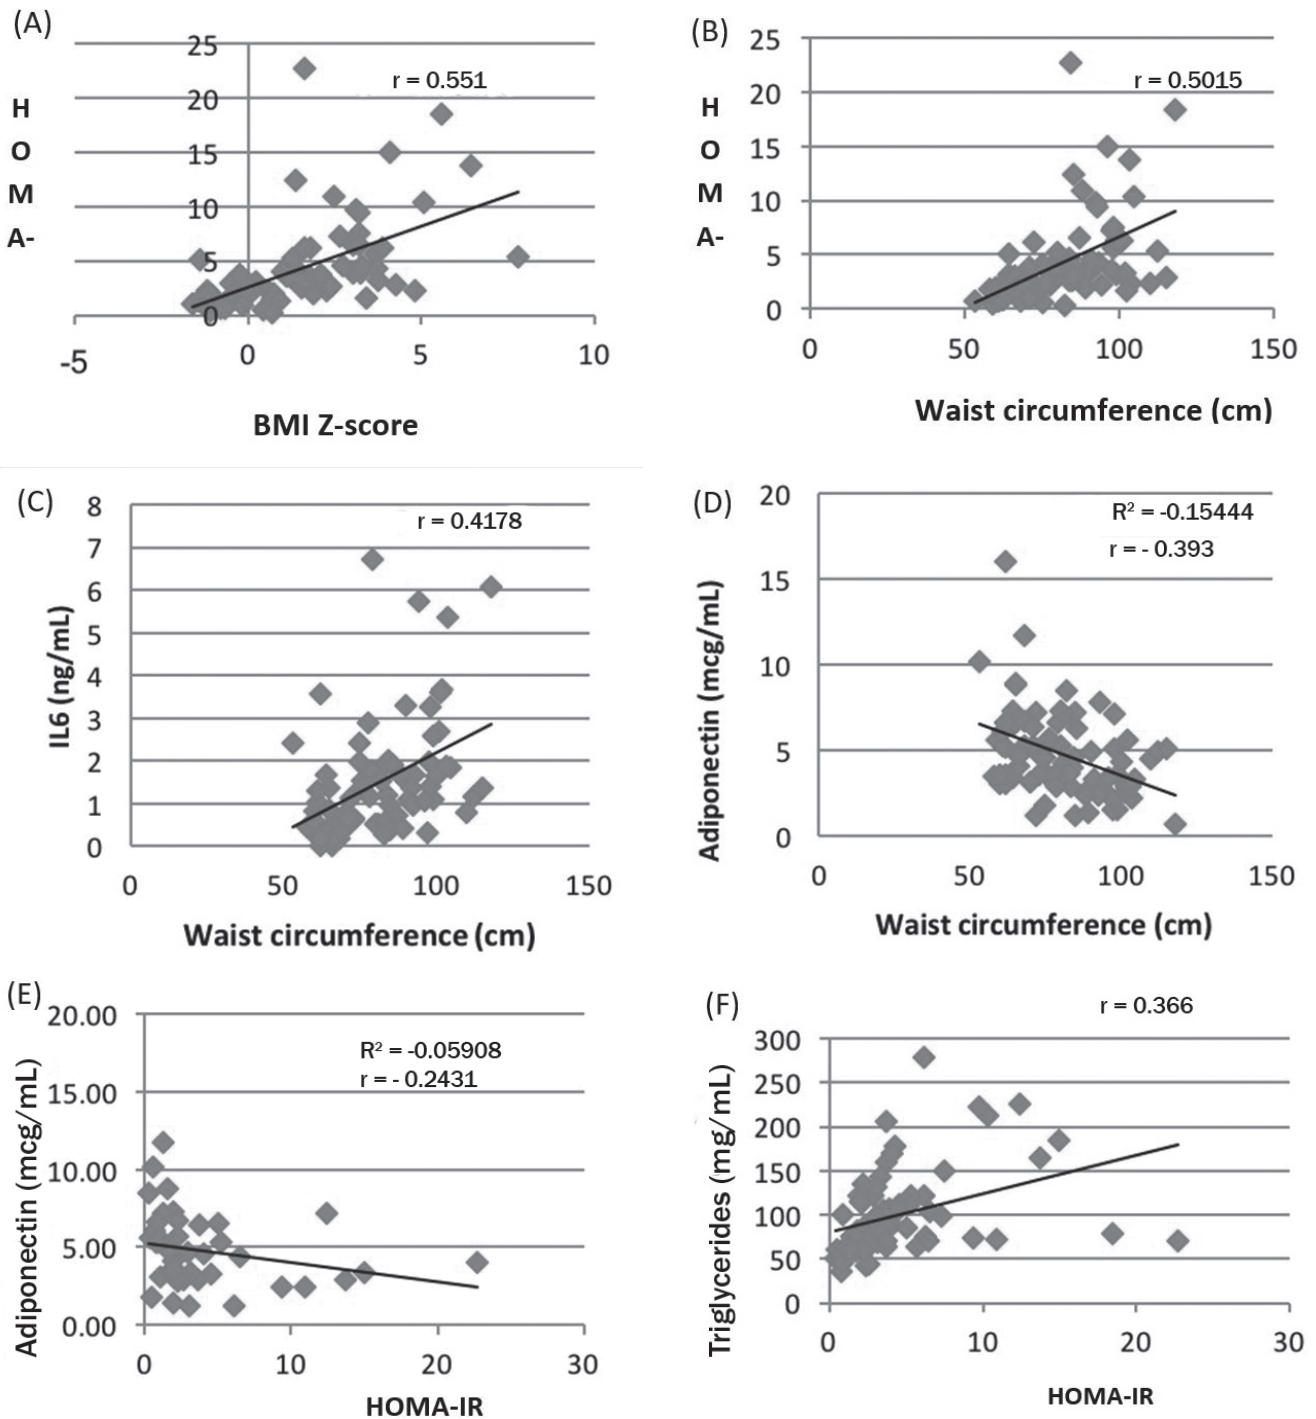 (A)
25
20
15
10
5
0
H
O
M
A-
r = 0.551
-5 0 5 10
BMI Z-score
(B)
25
20
15
10
5
0
H
O
M
A-
r = 0.5015
0 50 100 150
Waist circumference (cm)
(C)
8
7
6
5
4
3
2
1
0
IL6 (ng/mL)
r = 0.4178
0 50 100 150
Waist circumference (cm)
(D)
20
15
10
5
0
Adiponectin (mcg/mL)
R² = -0.15444
r = - 0.393
0 50 100 150
Waist circumference (cm)
(E)
20.00
15.00
10.00
5.00
0.00
Adiponectin (mcg/mL)
R² = -0.05908
r = - 0.2431
0 10 20 30
HOMA-IR
(F)
r = 0.366
300
250
200
150
100
50
0
Triglycerides (mg/mL)
0 10 20 30
HOMA-IR